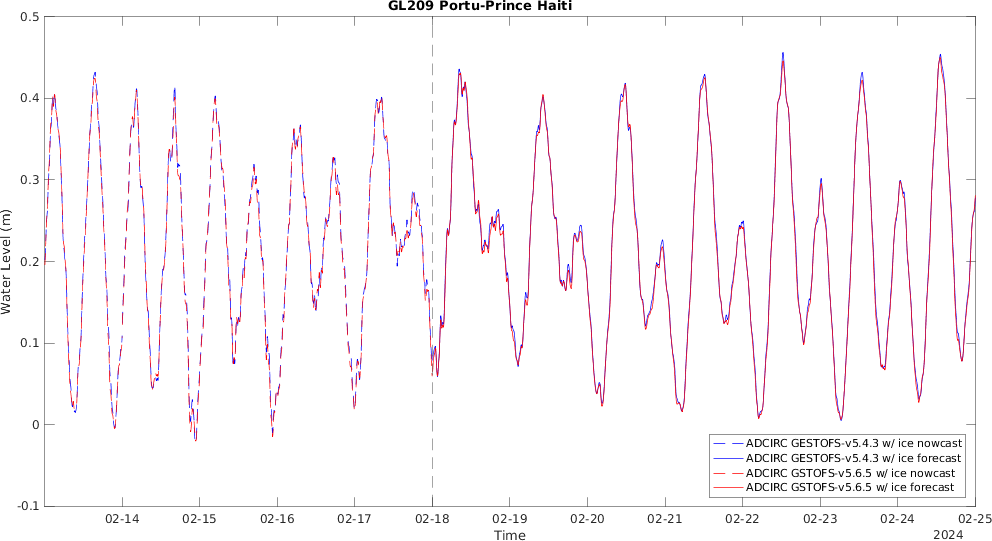 GL209 Portu-Prince Haiti
0.5
0.4
0.3
0.2
0.1
0
-0.1
Water Level (m)
ADCIRC GESTOFS-v5.4.3 w/ ice nowcast
ADCIRC GESTOFS-v5.4.3 w/ ice forecast
ADCIRC GSTOFS-v5.6.5 w/ ice nowcast
ADCIRC GSTOFS-v5.6.5 w/ ice forecast
02-14 02-15 02-16 02-17 02-18 02-19 02-20 02-21 02-22 02-23 02-24 02-25
Time
2024